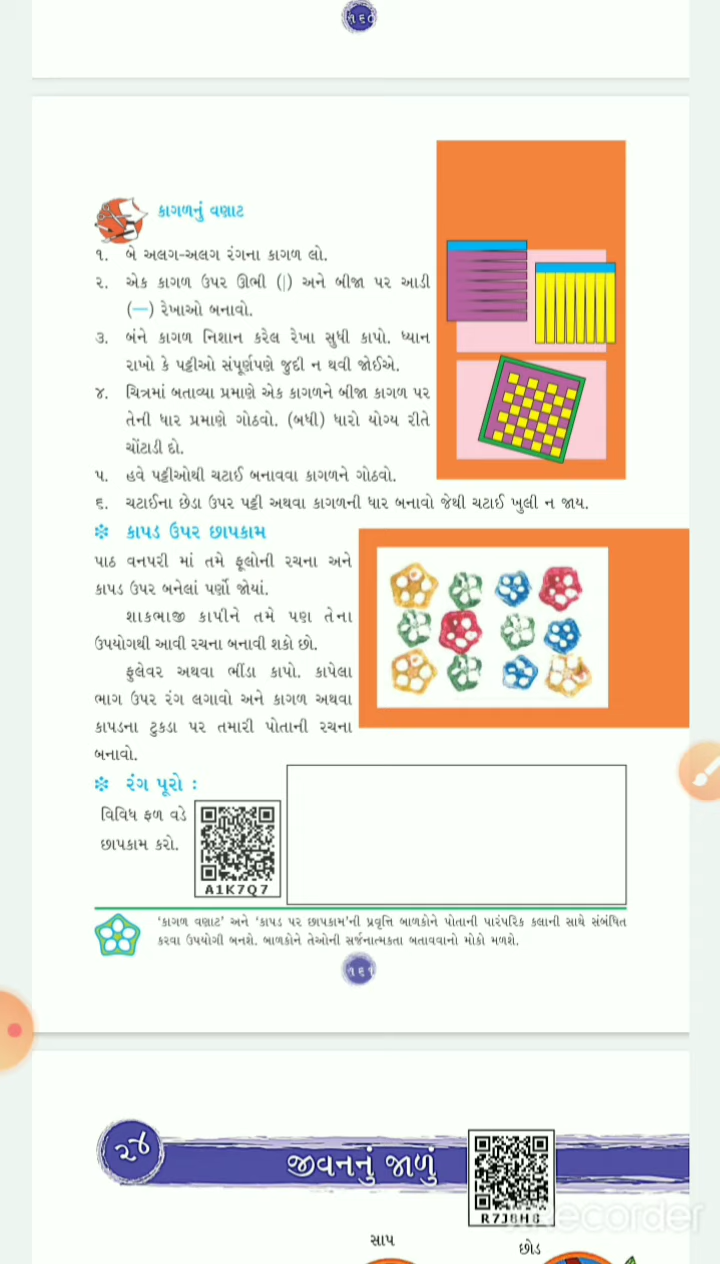 ૧૬૦
કાગળનું વણાટ
૧. બે અલગ-અલગ રંગના કાગળ લો.
૨. એક કાગળ ઉપર ઊભી (|) અને બીજા પર આડી
(—) રેખાઓ બનાવો.
૩. બંને કાગળ નિશાન કરેલ રેખા સુધી કાપો. ધ્યાન
રાખો કે પટ્ટીઓ સંપૂર્ણપણે જુદી ન થવી જોઈએ.
૪. ચિત્રમાં બતાવ્યા પ્રમાણે એક કાગળને બીજા કાગળ પર
તેની ધાર પ્રમાણે ગોઠવો. (બધી) ધારો યોગ્ય રીતે
ચોંટાડી દો.
૫. હવે પટ્ટીઓથી ચટાઈ બનાવવા કાગળને ગોઠવો.
૬. ચટાઈના છેડા ઉપર પટ્ટી અથવા કાગળની ધાર બનાવો જેથી ચટાઈ ખુલી ન જાય.
❇ કાપડ ઉપર છાપકામ
પાઠ વનપરી માં તમે ફૂલોની રચના અને
કાપડ ઉપર બનેલાં પર્ણો જોયાં.
શાકભાજી કાપીને તમે પણ તેના
ઉપયોગથી આવી રચના બનાવી શકો છો.
ફુલેવર અથવા ભીંડા કાપો. કાપેલા
ભાગ ઉપર રંગ લગાવો અને કાગળ અથવા
કાપડના ટુકડા પર તમારી પોતાની રચના
બનાવો.
❇ રંગ પૂરો :
વિવિધ ફળ વડે
છાપકામ કરો.
A1K7Q7
‘કાગળ વણાટ’ અને ‘કાપડ પર છાપકામ’ની પ્રવૃત્તિ બાળકોને પોતાની પારંપરિક કલાની સાથે સંબંધિત
કરવા ઉપયોગી બનશે. બાળકોને તેઓની સર્જનાત્મકતા બતાવવાનો મોકો મળશે.
૧૬૧
૨૪
જીવનનું જાળું
R7J8H8
સાપ
છોડ